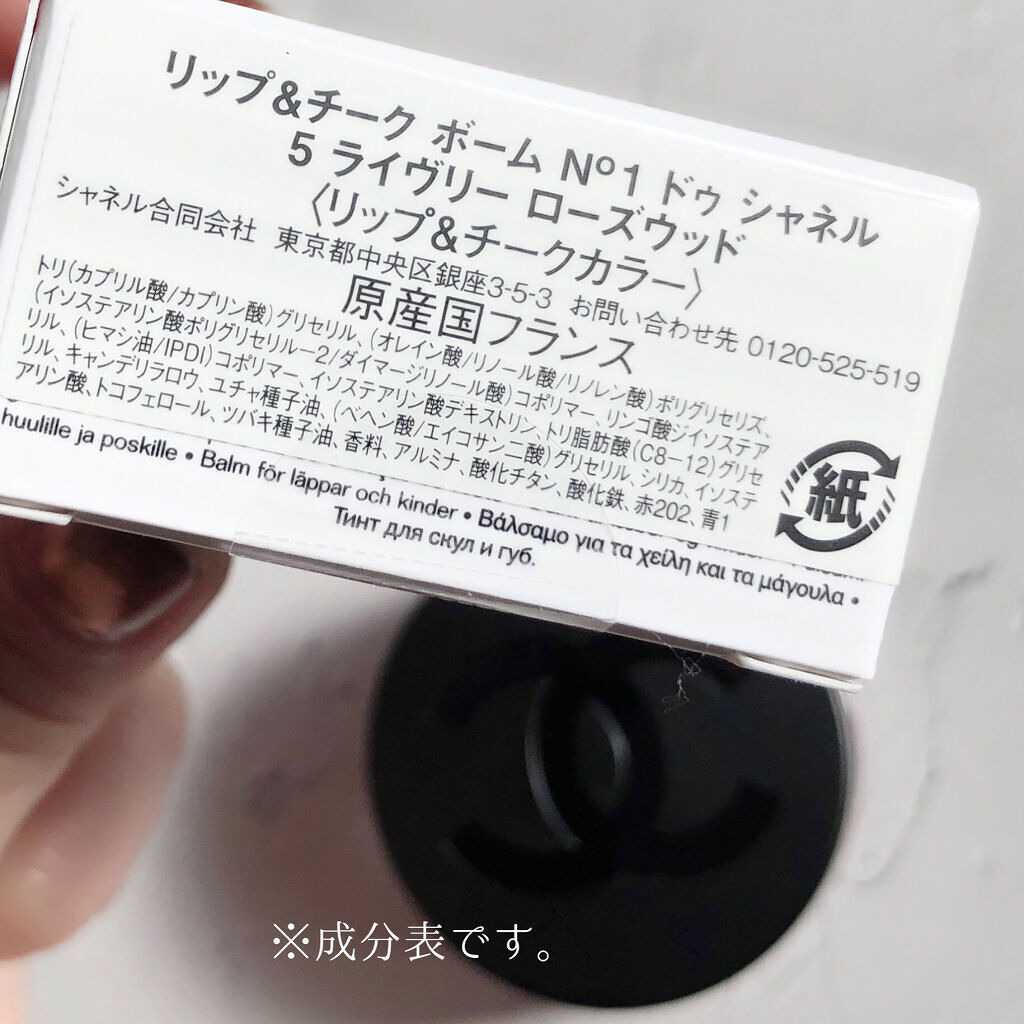 リップ&チーク ボーム N°1 ドゥ シャネル
5 ライヴリー ローズウッド
〈リップ&チークカラー〉
シャネル合同会社 東京都中央区銀座3-5-3 お問い合わせ先 0120-525-519
原産国フランス
トリ(カプリル酸/カプリン酸)グリセリル、(オレイン酸/リノール酸/リノレン酸)ポリグリセリズ、
(イソステアリン酸ポリグリセリル-2/ダイマージリノール酸)コポリマー、リンゴ酸ジイソステア
リル、(ヒマシ油/IPDI)コポリマー、イソステアリン酸デキストリン、トリ脂肪酸(C8-12)グリセ
リル、キャンデリラロウ、ユチャ種子油、(ベヘン酸/エイコサン二酸)グリセリル、シリカ、イソステ
アリン酸、トコフェロール、ツバキ種子油、香料、アルミナ、酸化チタン、酸化鉄、赤202、青1
紙
huulille ja poskille • Balm för läppar och kinder • Βάλσαμο για τα χείλη και τα μάγουλα •
Тинт для скул и губ.
※成分表です。